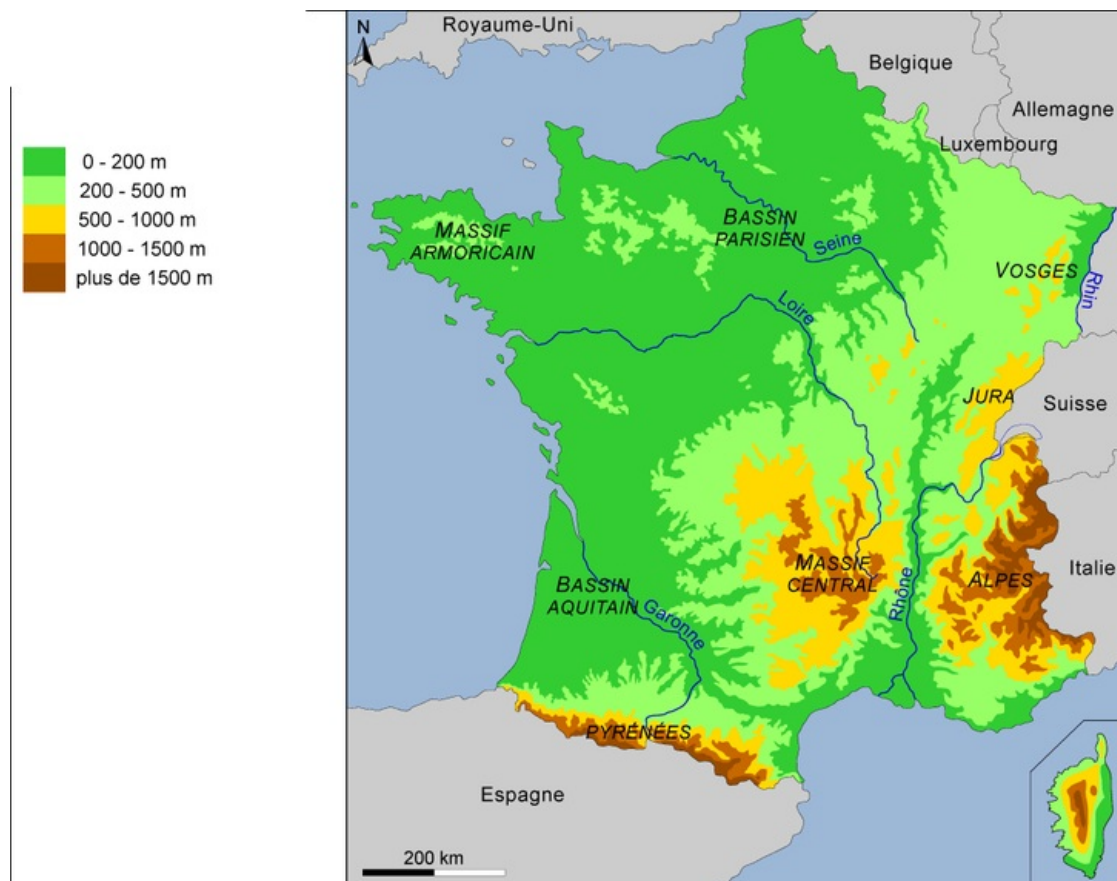 N
Royaume-Uni
Belgique
Allemagne
Luxembourg
0 - 200 m
200 - 500 m
500 - 1000 m
1000 - 1500 m
plus de 1500 m
MASSIF
ARMORICAIN
BASSIN
PARISIEN
Seine
VOSGES
Rhin
Loire
JURA
Suisse
MASSIF
CENTRAL
Rhône
ALPES
Italie
BASSIN
AQUITAIN
Garonne
PYRÉNÉES
Espagne
200 km